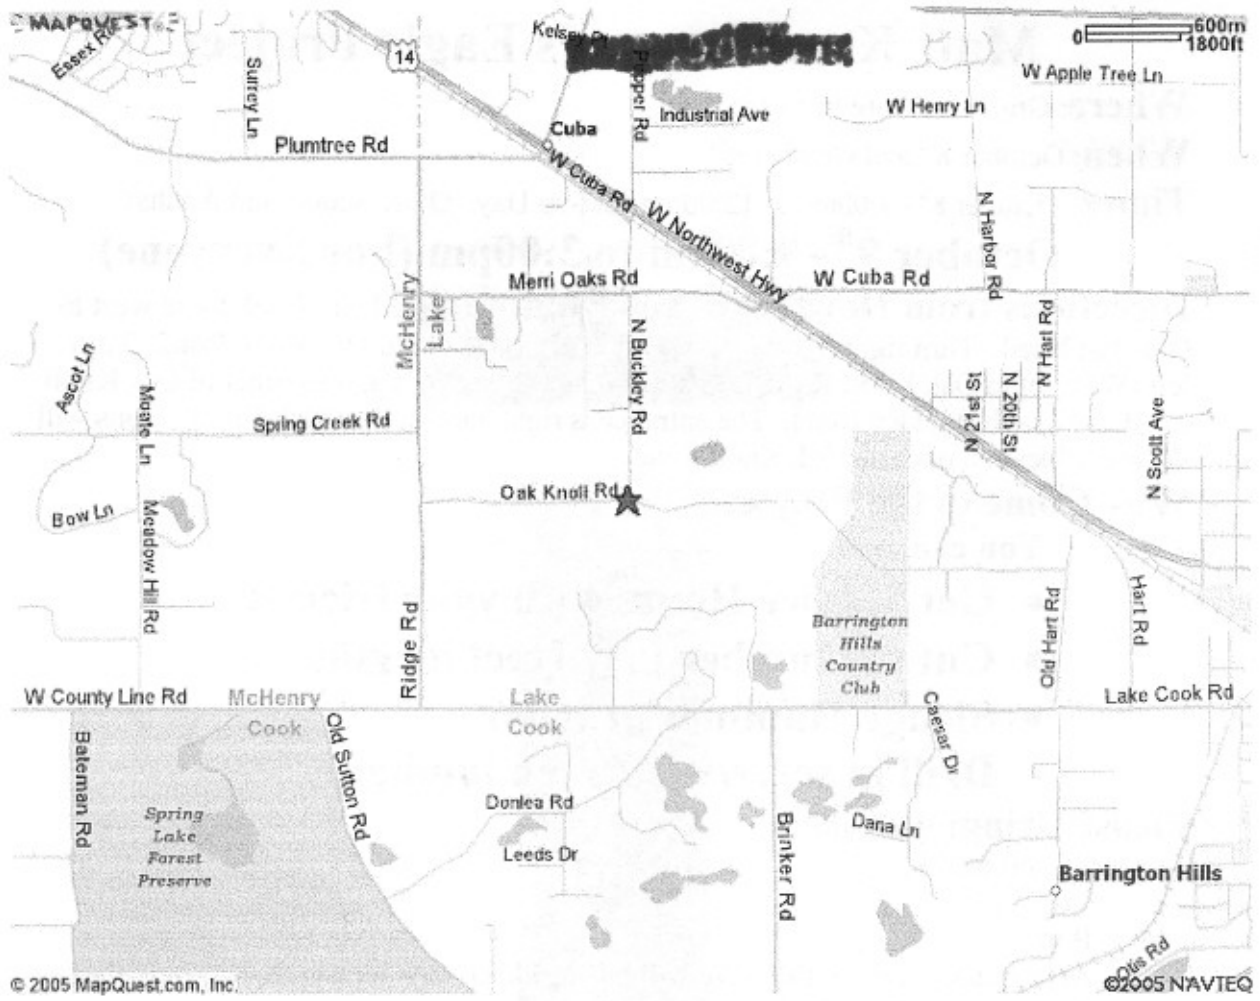 MAPQUEST
Essex Rd
Surrey Ln
14
Kelsey
Pepper Rd
Industrial Ave
600m
0
1800ft
W Apple Tree Ln
W Henry Ln
Cuba
Plumtree Rd
W Cuba Rd
W Northwest Hwy
N Harbor Rd
Merri Oaks Rd
W Cuba Rd
McHenry
Lake
N Buckley Rd
N Hart Rd
Ascot Ln
Moate Ln
Spring Creek Rd
N 21st St
N 20th St
N Scott Ave
Oak Knoll Rd
Bow Ln
Meadow Hill Rd
Ridge Rd
Barrington
Hills
Country
Club
Old Hart Rd
Hart Rd
W County Line Rd
McHenry
Cook
Lake
Cook
Lake Cook Rd
Caesar Dr
Bateman Rd
Old Sutton Rd
Spring
Lake
Forest
Preserve
Donlea Rd
Leeds Dr
Brinker Rd
Dana Ln
Barrington Hills
Otis Rd
© 2005 MapQuest.com, Inc.
©2005 NAVTEQ